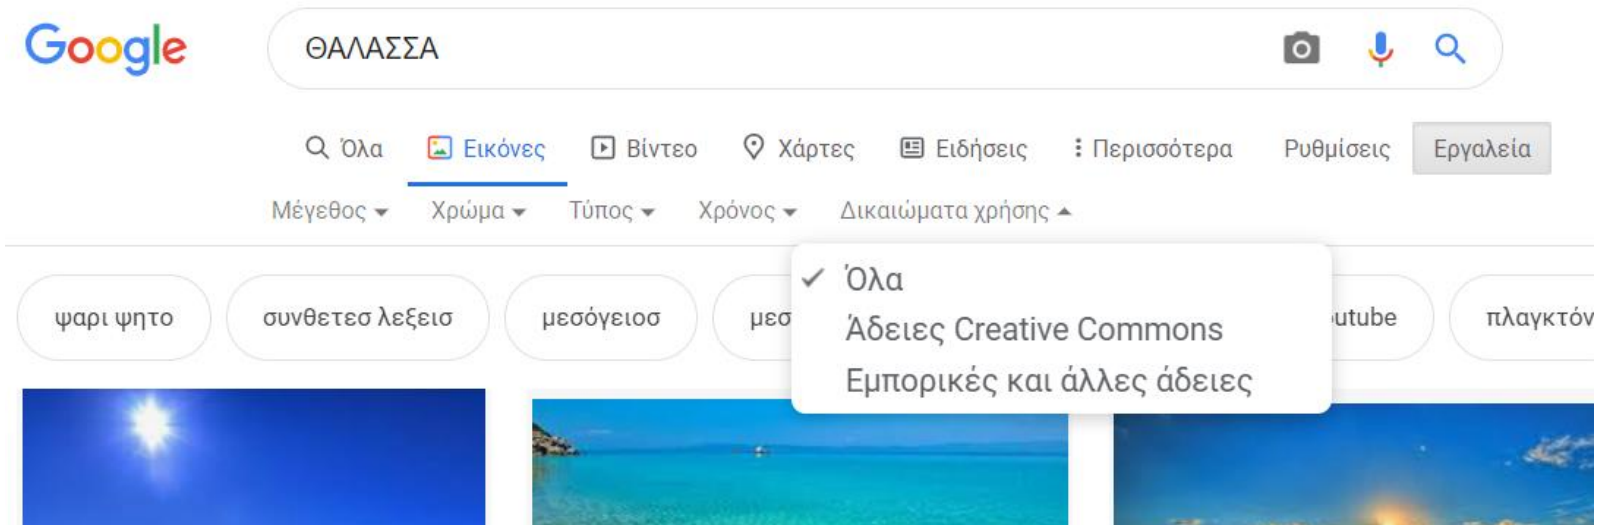 Google ΘΑΛΑΣΣΑ
Όλα Εικόνες Βίντεο Χάρτες Ειδήσεις Περισσότερα Ρυθμίσεις Εργαλεία
Μέγεθος Χρώμα Τύπος Χρόνος Δικαιώματα χρήσης
Όλα
Άδειες Creative Commons
Εμπορικές και άλλες άδειες
ψαρι ψητο συνθετεσ λεξεισ μεσόγειοσ